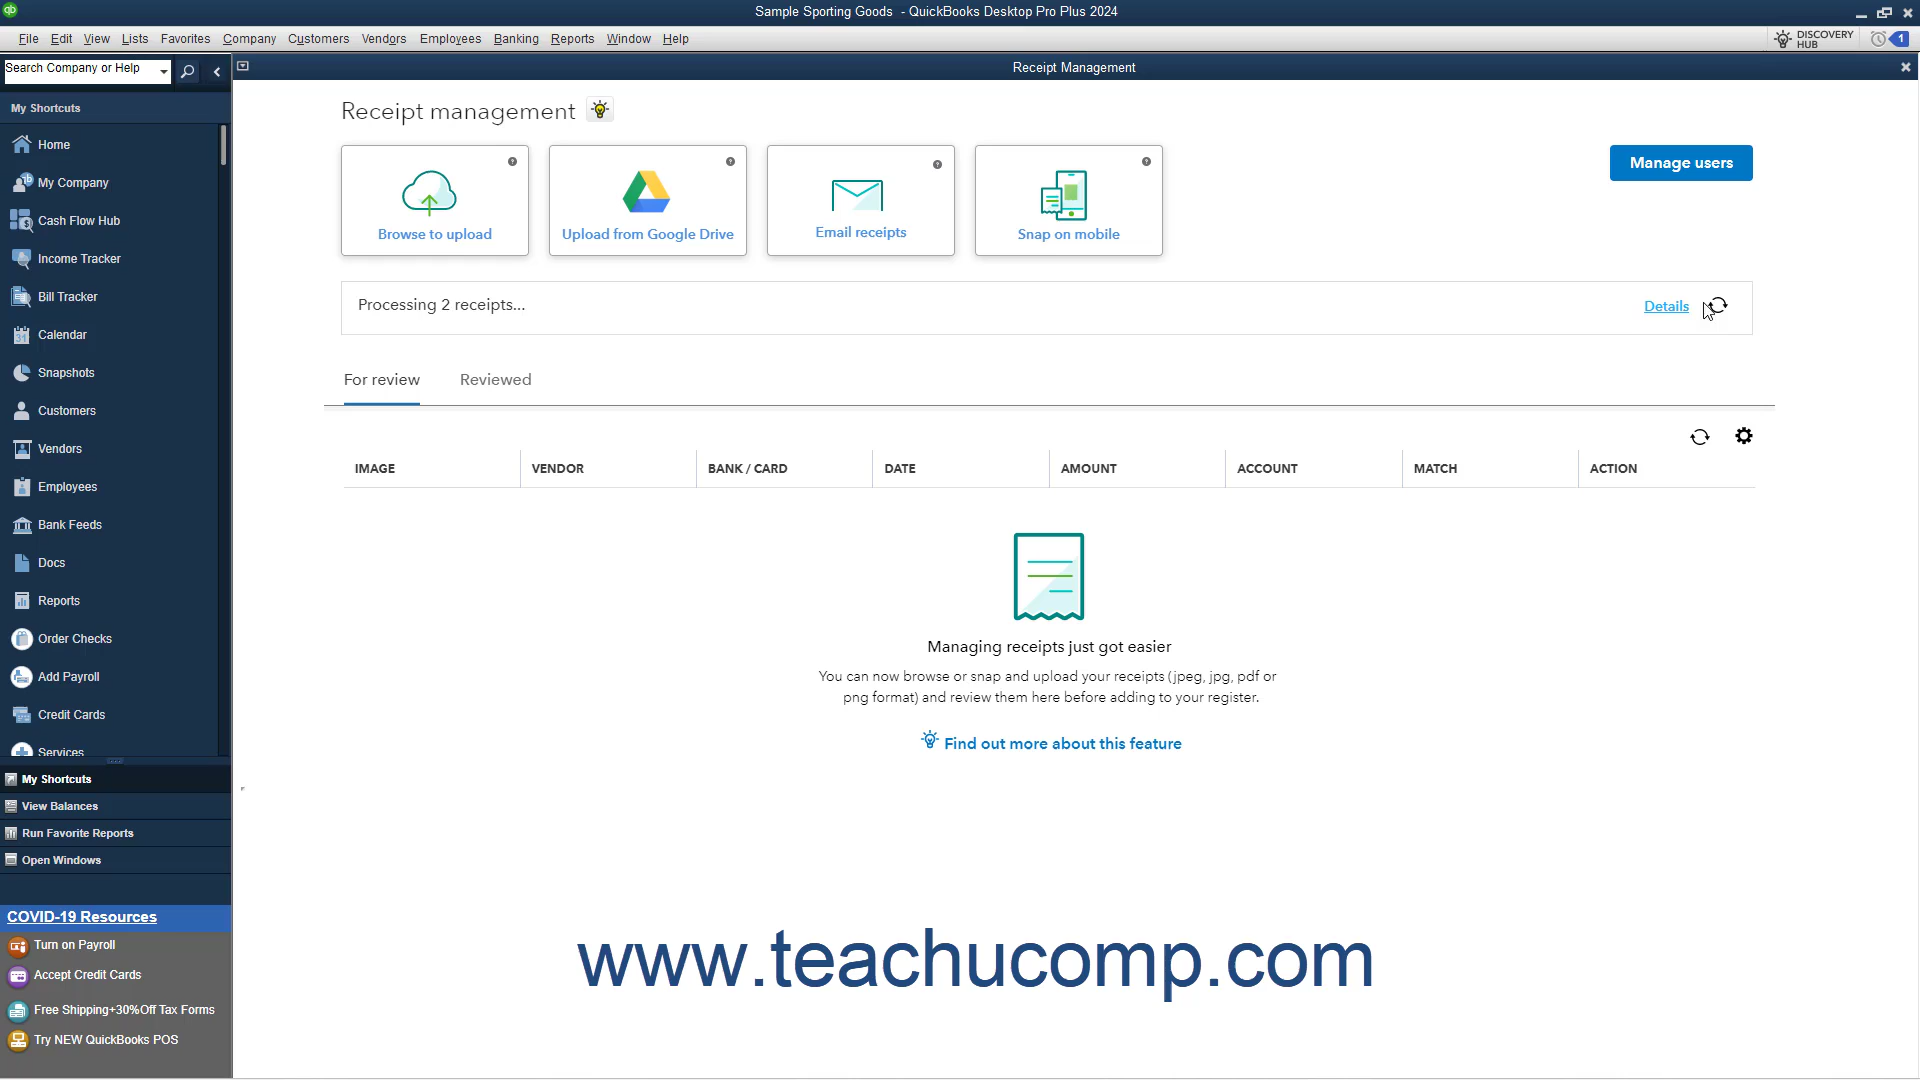 Sample Sporting Goods - QuickBooks Desktop Pro Plus 2024
File Edit View Lists Favorites Company Customers Vendors Employees Banking Reports Window Help
DISCOVERY
HUB
1
Search Company or Help
Receipt Management
My Shortcuts
Home
My Company
Cash Flow Hub
Income Tracker
Bill Tracker
Calendar
Snapshots
Customers
Vendors
Employees
Bank Feeds
Docs
Reports
Order Checks
Add Payroll
Credit Cards
Services
My Shortcuts
View Balances
Run Favorite Reports
Open Windows
COVID-19 Resources
Turn on Payroll
Accept Credit Cards
Free Shipping+30%Off Tax Forms
Try NEW QuickBooks POS
Receipt management
Browse to upload
Upload from Google Drive
Email receipts
Snap on mobile
Manage users
Processing 2 receipts...
Details
For review Reviewed
IMAGE VENDOR BANK / CARD DATE AMOUNT ACCOUNT MATCH ACTION
Managing receipts just got easier
You can now browse or snap and upload your receipts (jpeg, jpg, pdf or
png format) and review them here before adding to your register.
Find out more about this feature
www.teachucomp.com